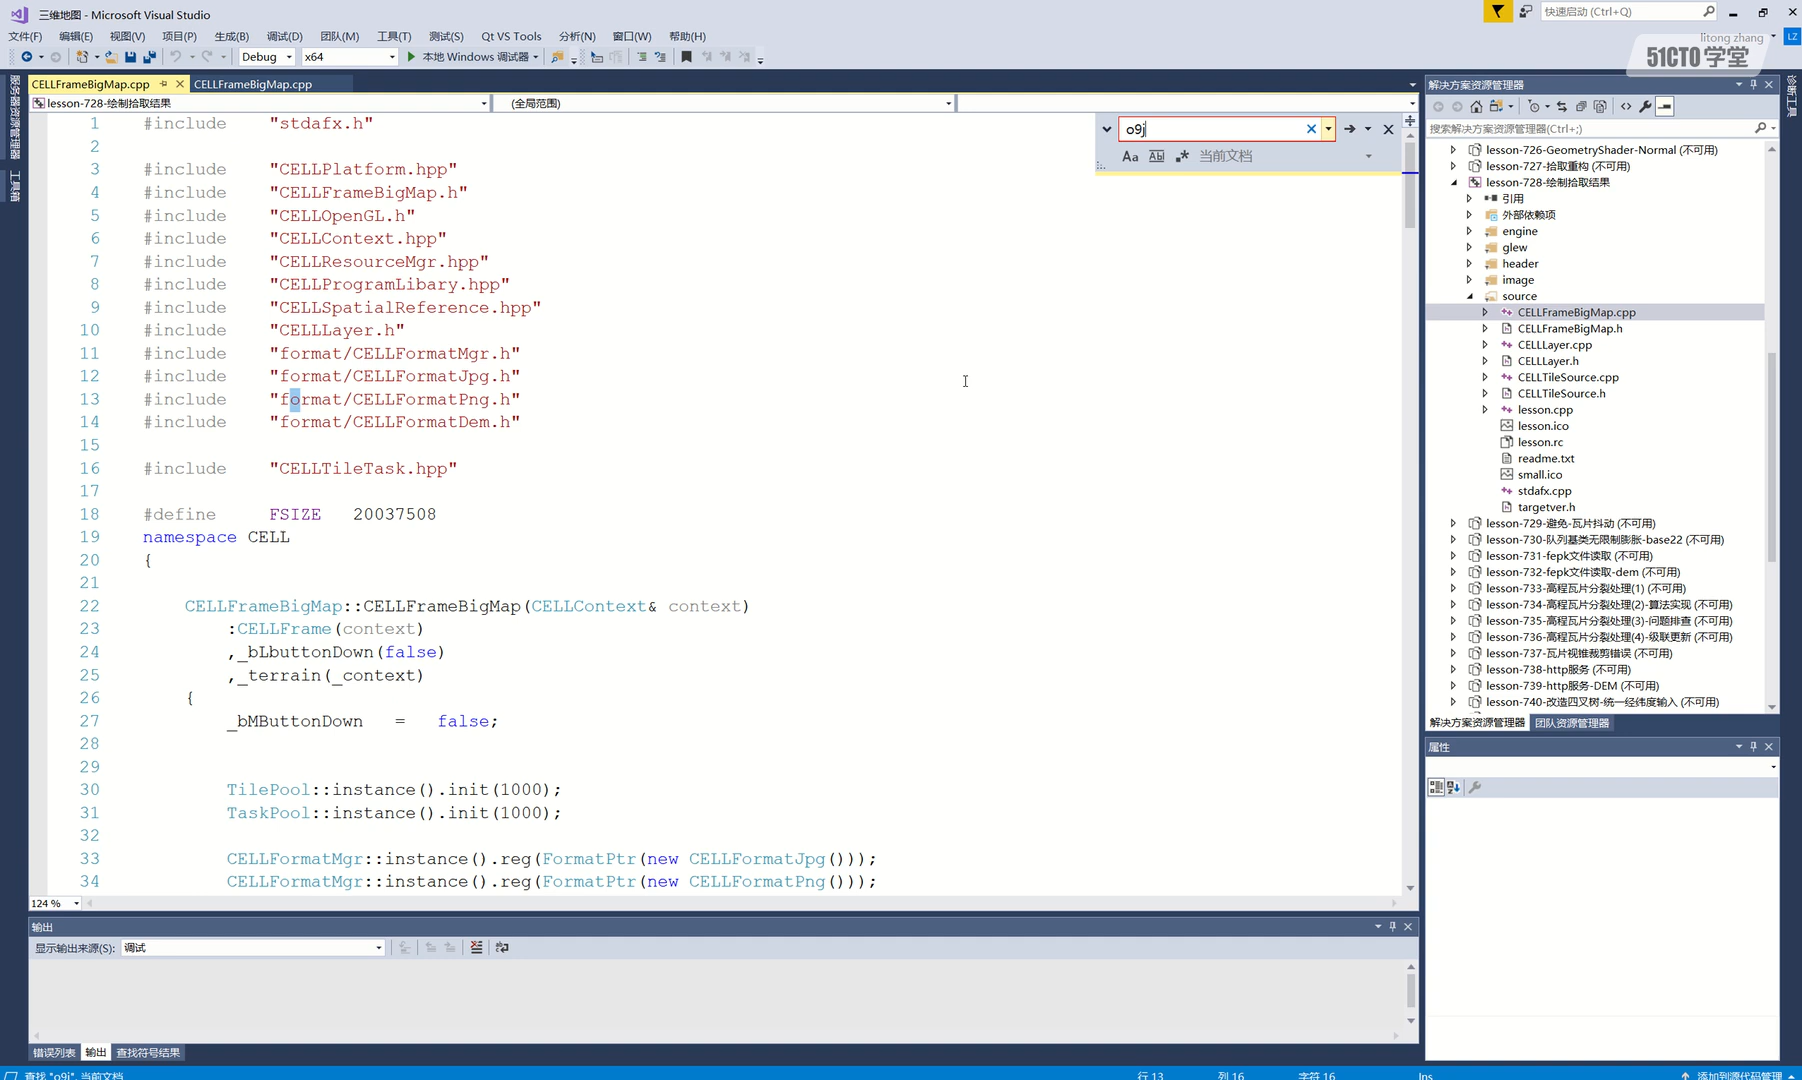 三维地图 - Microsoft Visual Studio
快速启动 (Ctrl+Q)
文件(F) 编辑(E) 视图(V) 项目(P) 生成(B) 调试(D) 团队(M) 工具(T) 测试(S) Qt VS Tools 分析(N) 窗口(W) 帮助(H)
litong zhang
LZ
51CTO学堂
Debug x64 本地 Windows 调试器
服务器资源管理器
工具箱
诊断工具
CELLFrameBigMap.cpp CELLFrameBigMap.cpp
lesson-728-绘制拾取结果 (全局范围)
o9j
Aa Abl 当前文档
1 #include "stdafx.h"
2
3 #include "CELLPlatform.hpp"
4 #include "CELLFrameBigMap.h"
5 #include "CELLOpenGL.h"
6 #include "CELLContext.hpp"
7 #include "CELLResourceMgr.hpp"
8 #include "CELLProgramLibary.hpp"
9 #include "CELLSpatialReference.hpp"
10 #include "CELLLayer.h"
11 #include "format/CELLFormatMgr.h"
12 #include "format/CELLFormatJpg.h"
13 #include "format/CELLFormatPng.h"
14 #include "format/CELLFormatDem.h"
15
16 #include "CELLTileTask.hpp"
17
18 #define FSIZE 20037508
19 namespace CELL
20 {
21
22 CELLFrameBigMap::CELLFrameBigMap(CELLContext& context)
23 :CELLFrame(context)
24 ,_bLbuttonDown(false)
25 ,_terrain(_context)
26 {
27 _bMButtonDown = false;
28
29
30 TilePool::instance().init(1000);
31 TaskPool::instance().init(1000);
32
33 CELLFormatMgr::instance().reg(FormatPtr(new CELLFormatJpg()));
34 CELLFormatMgr::instance().reg(FormatPtr(new CELLFormatPng()));
124 %
输出
显示输出来源(S): 调试
错误列表 输出 查找符号结果
查找 "o9j", 当前文档
行 13 列 16 字符 16 Ins
添加到源代码管理
解决方案资源管理器
搜索解决方案资源管理器(Ctrl+;)
lesson-726-GeometryShader-Normal (不可用)
lesson-727-拾取重构 (不可用)
lesson-728-绘制拾取结果
引用
外部依赖项
engine
glew
header
image
source
CELLFrameBigMap.cpp
CELLFrameBigMap.h
CELLLayer.cpp
CELLLayer.h
CELLTileSource.cpp
CELLTileSource.h
lesson.cpp
lesson.ico
lesson.rc
readme.txt
small.ico
stdafx.cpp
targetver.h
lesson-729-避免-瓦片抖动 (不可用)
lesson-730-队列基类无限制膨胀-base22 (不可用)
lesson-731-fepk文件读取 (不可用)
lesson-732-fepk文件读取-dem (不可用)
lesson-733-高程瓦片分裂处理(1) (不可用)
lesson-734-高程瓦片分裂处理(2)-算法实现 (不可用)
lesson-735-高程瓦片分裂处理(3)-问题排查 (不可用)
lesson-736-高程瓦片分裂处理(4)-级联更新 (不可用)
lesson-737-瓦片视锥裁剪错误 (不可用)
lesson-738-http服务 (不可用)
lesson-739-http服务-DEM (不可用)
lesson-740-改造四叉树-统一经纬度输入 (不可用)
解决方案资源管理器 团队资源管理器
属性